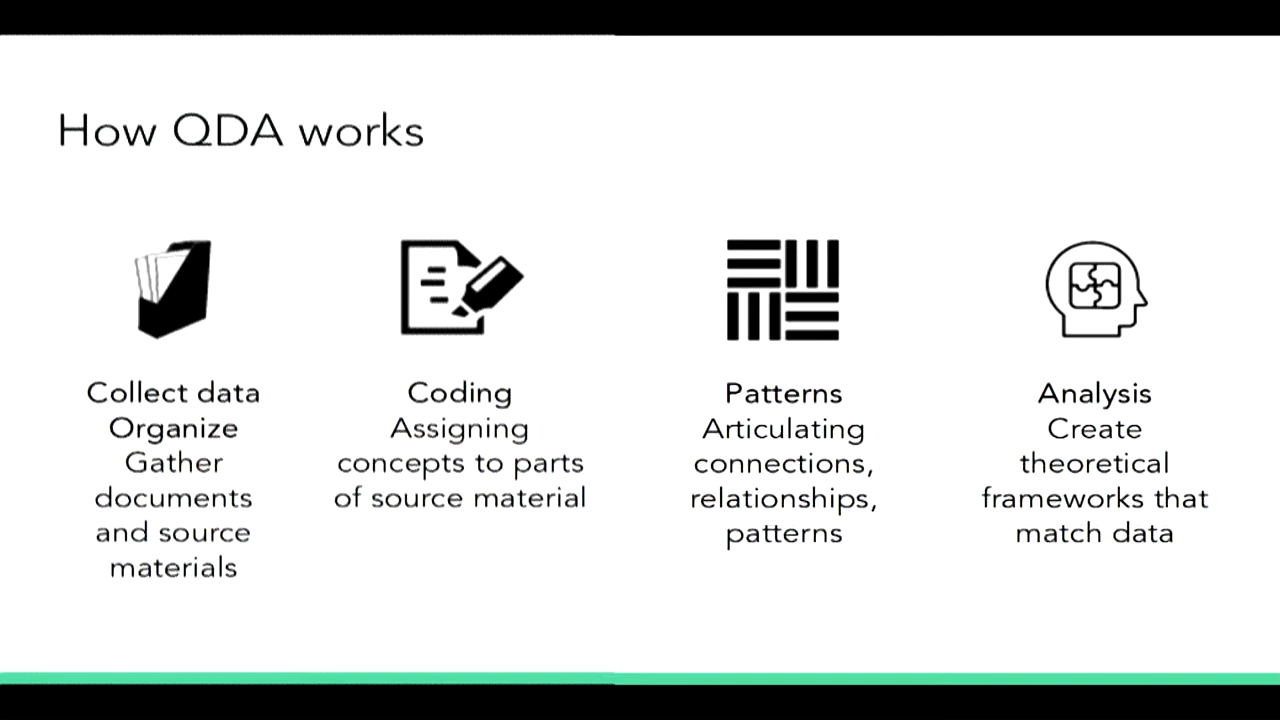 How QDA works
Collect data
Organize
Gather
documents
and source
materials
Coding
Assigning
concepts to parts
of source material
Patterns
Articulating
connections,
relationships,
patterns
Analysis
Create
theoretical
frameworks that
match data